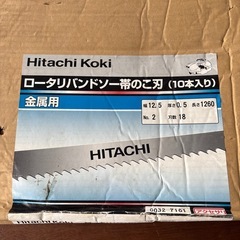 Hitachi Koki
ロータリバンドソー帯のこ刃(10本入り)
金属用
幅12.5 厚さ0.5 長さ1260
No. 2 刃数18
HITACHI
0032-7161